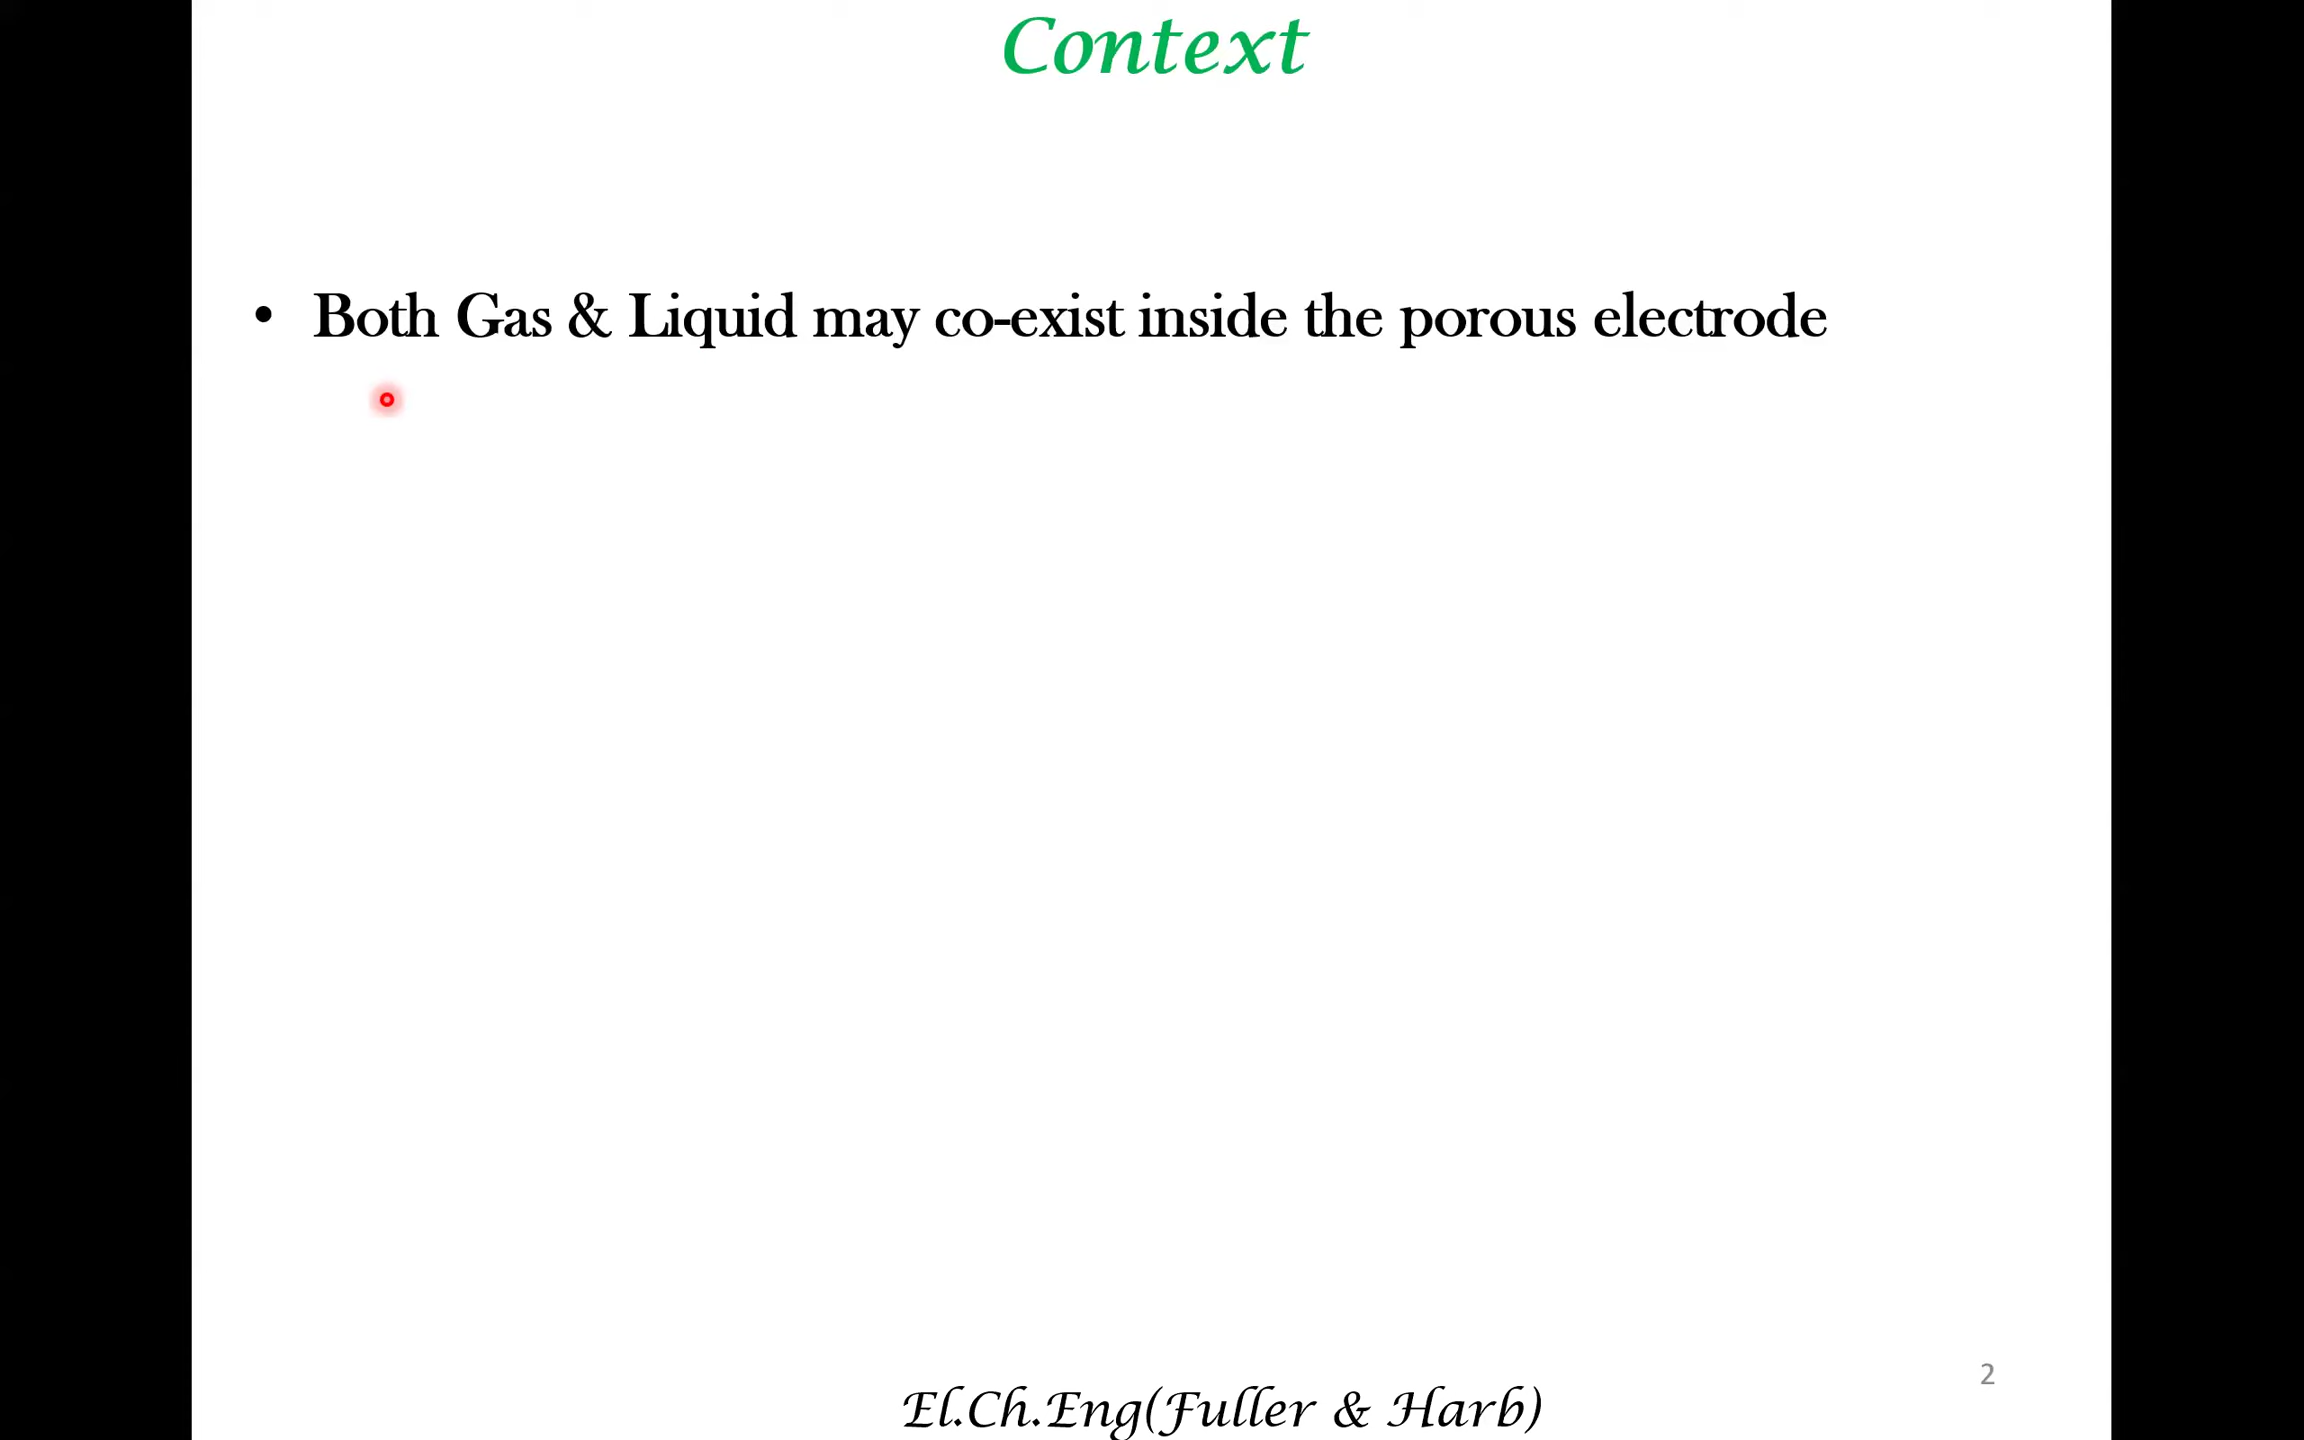 Context
• Both Gas & Liquid may co-exist inside the porous electrode
2
El.Ch.Eng(Fuller & Harb)